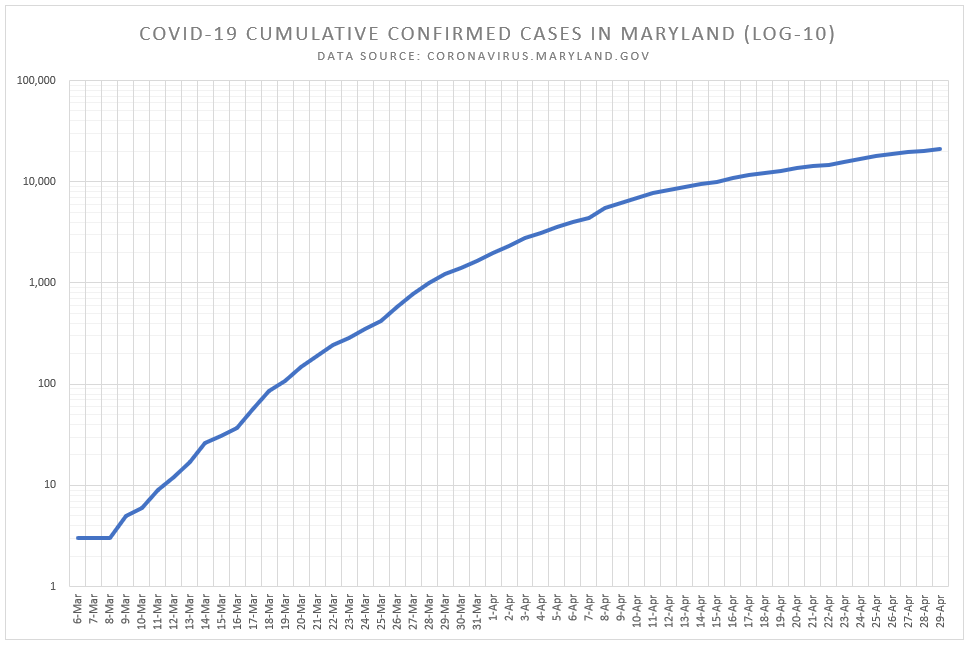 COVID-19 CUMULATIVE CONFIRMED CASES IN MARYLAND (LOG-10)
DATA SOURCE: CORONAVIRUS.MARYLAND.GOV
100,000
10,000
1,000
100
10
1
6-Mar
7-Mar
8-Mar
9-Mar
10-Mar
11-Mar
12-Mar
13-Mar
14-Mar
15-Mar
16-Mar
17-Mar
18-Mar
19-Mar
20-Mar
21-Mar
22-Mar
23-Mar
24-Mar
25-Mar
26-Mar
27-Mar
28-Mar
29-Mar
30-Mar
31-Mar
1-Apr
2-Apr
3-Apr
4-Apr
5-Apr
6-Apr
7-Apr
8-Apr
9-Apr
10-Apr
11-Apr
12-Apr
13-Apr
14-Apr
15-Apr
16-Apr
17-Apr
18-Apr
19-Apr
20-Apr
21-Apr
22-Apr
23-Apr
24-Apr
25-Apr
26-Apr
27-Apr
28-Apr
29-Apr